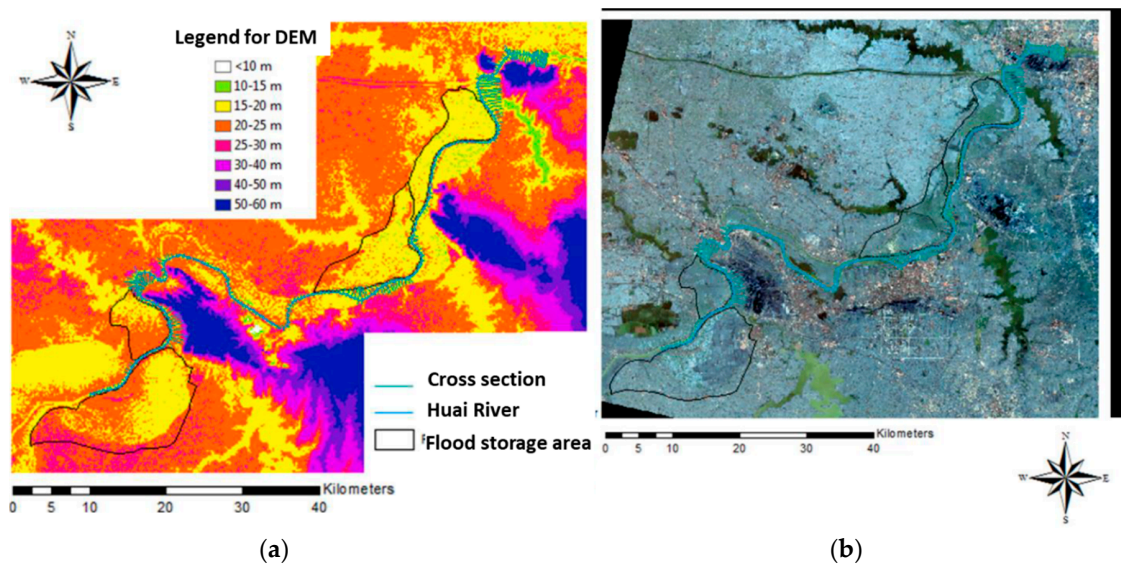 Legend for DEM
<10 m
10-15 m
15-20 m
20-25 m
25-30 m
30-40 m
40-50 m
50-60 m
N
W
E
S
Cross section
Huai River
Flood storage area
Kilometers
0 5 10 20 30 40
(a)
Kilometers
0 5 10 20 30 40
N
W
E
S
(b)